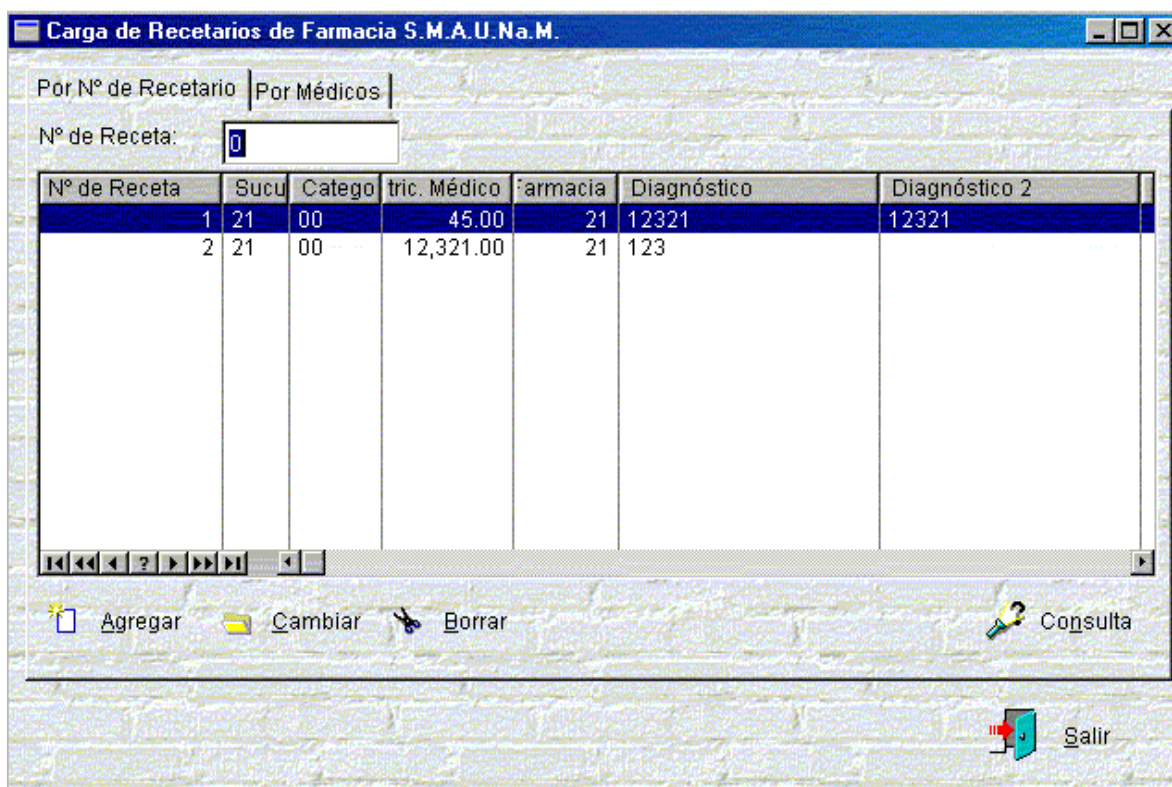 Carga de Recetarios de Farmacia S.M.A.U.Na.M.
Por Nº de Recetario Por Médicos
Nº de Receta: 0
Nº de Receta Sucu Catego tric. Médico Farmacia Diagnóstico Diagnóstico 2
1 21 00 45.00 21 12321 12321
2 21 00 12,321.00 21 123
?
Agregar Cambiar Borrar Consulta
Salir